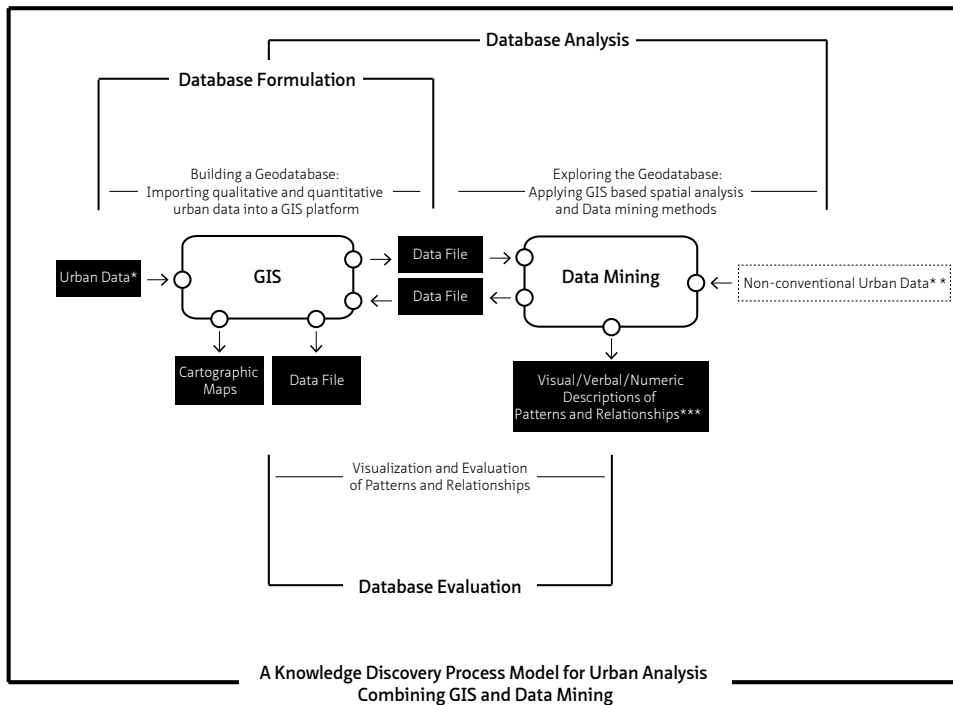 Database Analysis
Database Formulation
Building a Geodatabase:
Importing qualitative and quantitative
urban data into a GIS platform
Exploring the Geodatabase:
Applying GIS based spatial analysis
and Data mining methods
Urban Data*
GIS
Data File
Data File
Data Mining
Non-conventional Urban Data* *
Cartographic
Maps
Data File
Visual/Verbal/Numeric
Descriptions of
Patterns and Relationships***
Visualization and Evaluation
of Patterns and Relationships
Database Evaluation
A Knowledge Discovery Process Model for Urban Analysis
Combining GIS and Data Mining